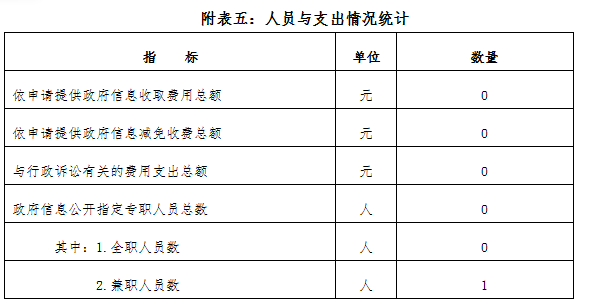 附表五：人员与支出情况统计
指 标 单位 数量
依申请提供政府信息收取费用总额 元 0
依申请提供政府信息减免收费总额 元 0
与行政诉讼有关的费用支出总额 元 0
政府信息公开指定专职人员总数 人 0
其中：1.全职人员数 人 0
2.兼职人员数 人 1